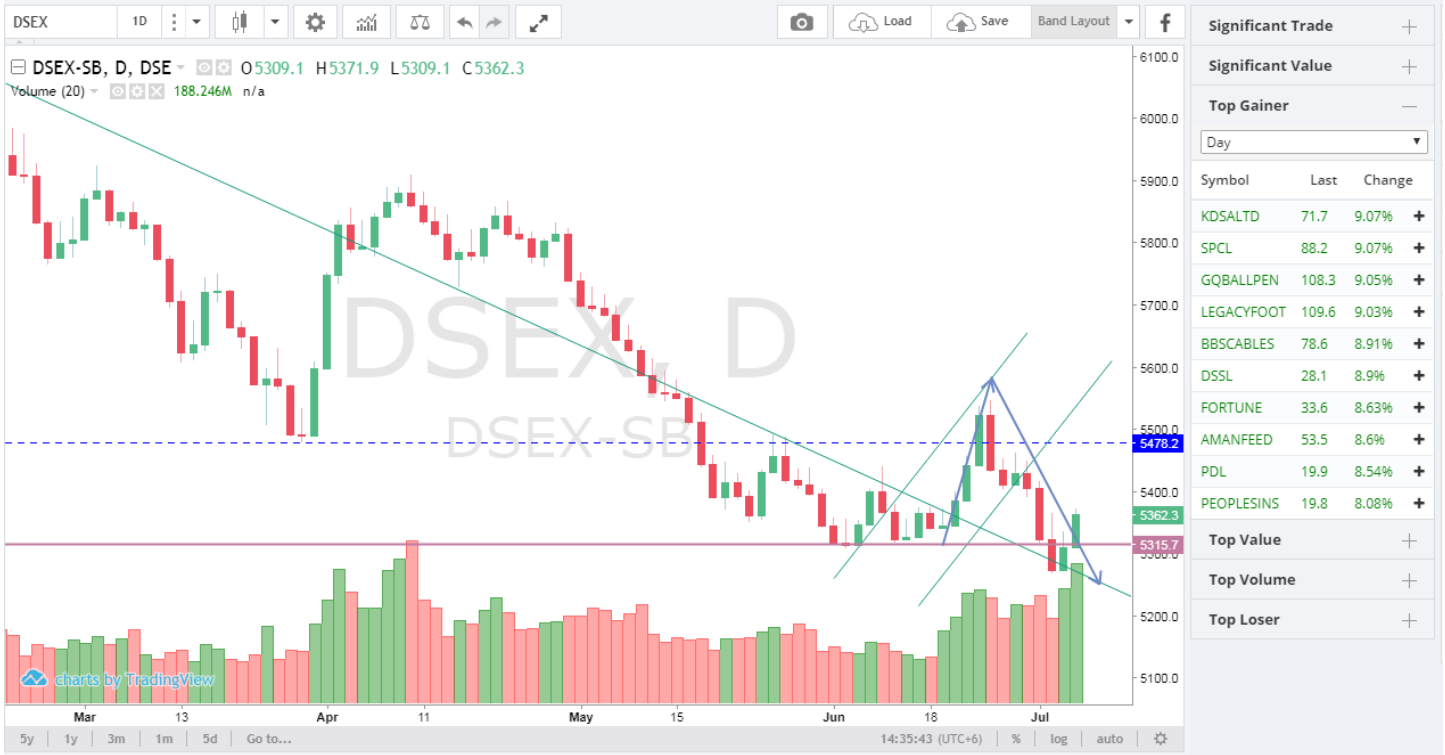 DSEX 1D Load Save Band Layout
DSEX-SB, D, DSE O5309.1 H5371.9 L5309.1 C5362.3
Volume (20) 188.246M n/a
DSEX, D
DSEX-SB
6100.0
6000.0
5900.0
5800.0
5700.0
5600.0
5500.0
5478.2
5400.0
5362.3
5315.7
5300.0
5200.0
5100.0
charts by TradingView
Mar 13 Apr 11 May 15 Jun 18 Jul
5y 1y 3m 1m 5d Go to... 14:35:43 (UTC+6) % log auto
Significant Trade
Significant Value
Top Gainer
Day
Symbol Last Change
KDSALTD 71.7 9.07%
SPCL 88.2 9.07%
GQBALLPEN 108.3 9.05%
LEGACYFOOT 109.6 9.03%
BBSCABLES 78.6 8.91%
DSSL 28.1 8.9%
FORTUNE 33.6 8.63%
AMANFEED 53.5 8.6%
PDL 19.9 8.54%
PEOPLESINS 19.8 8.08%
Top Value
Top Volume
Top Loser